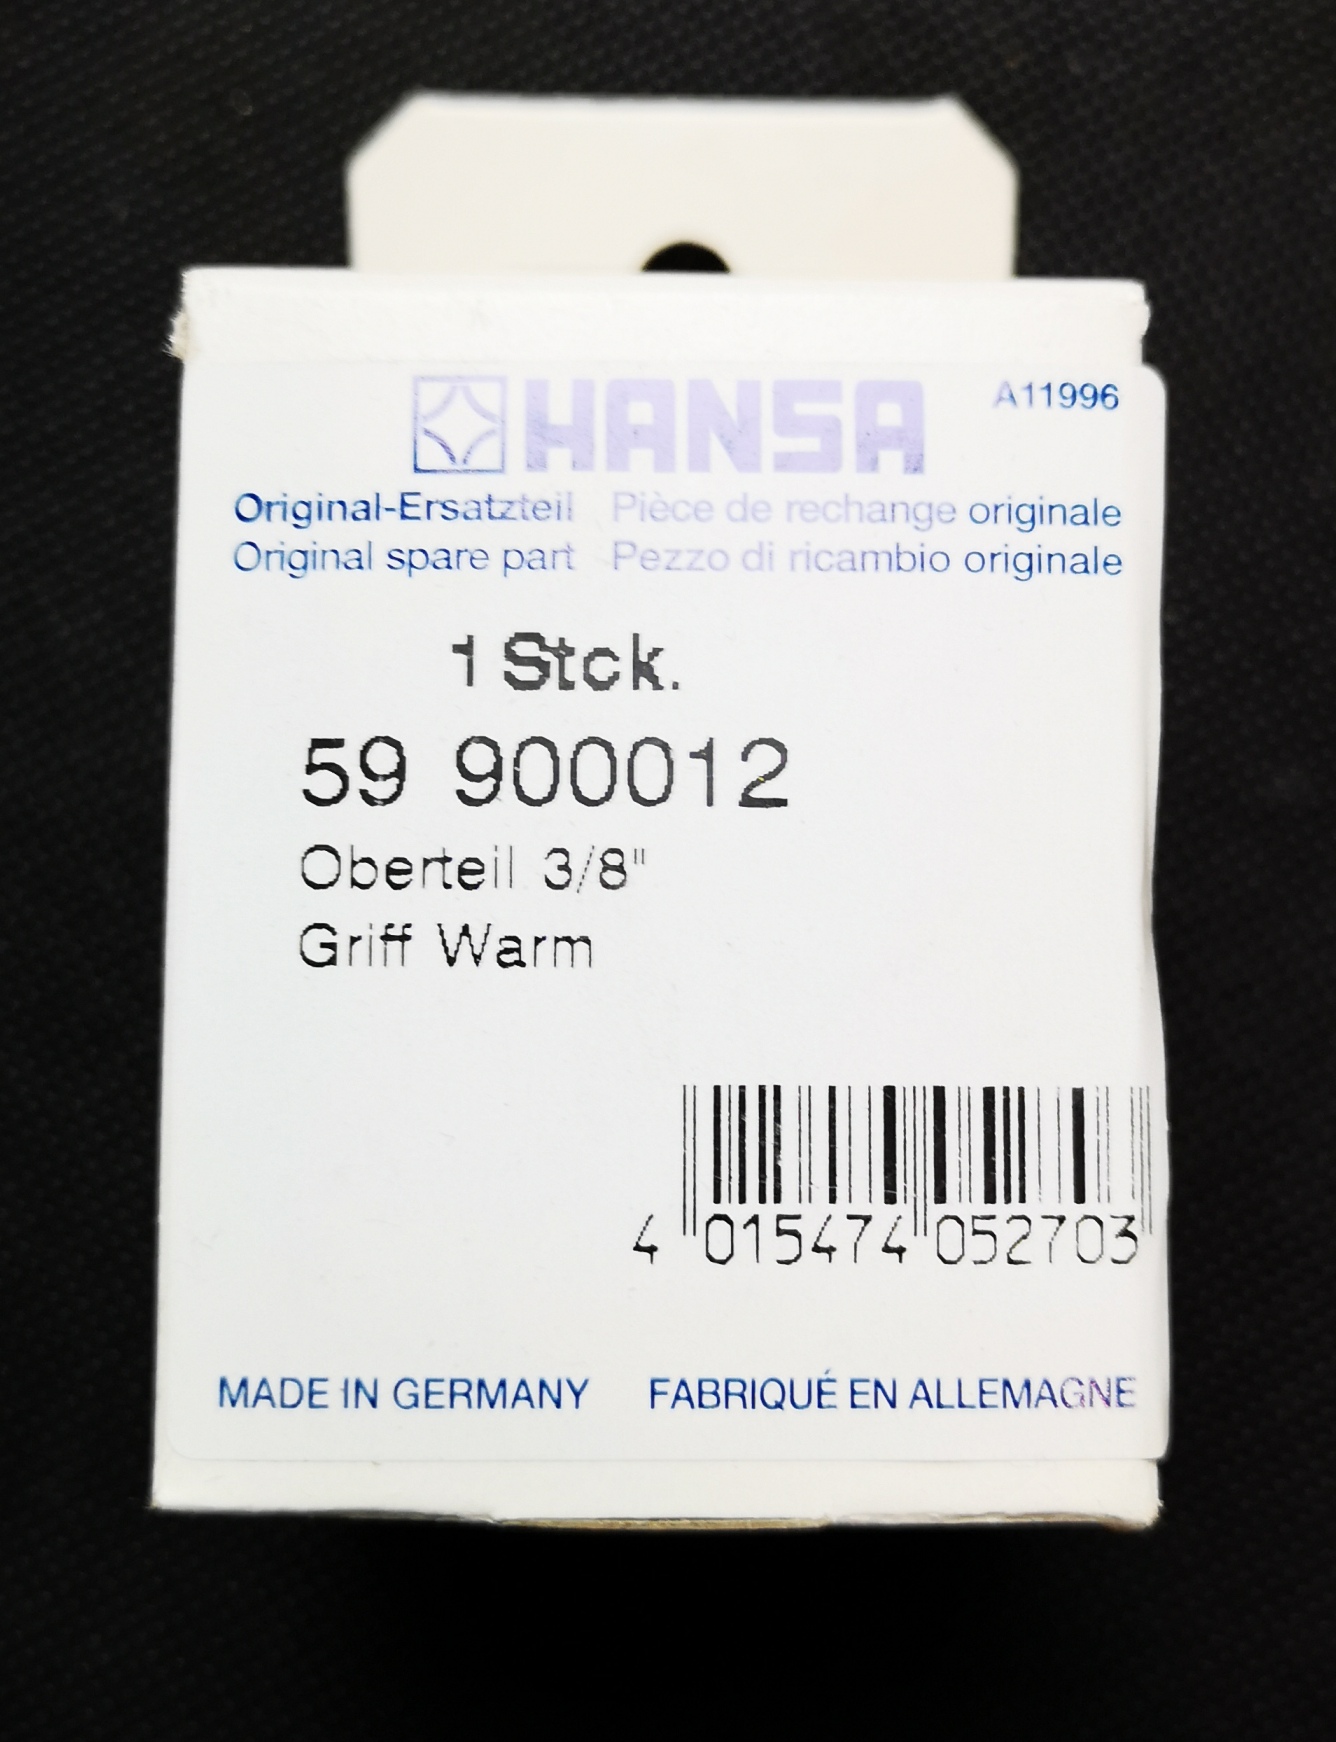 HANSA A11996
Original-Ersatzteil Pièce de rechange originale
Original spare part Pezzo di ricambio originale
1 Stck.
59 900012
Oberteil 3/8"
Griff Warm
4 015474 052703
MADE IN GERMANY FABRIQUÉ EN ALLEMAGNE